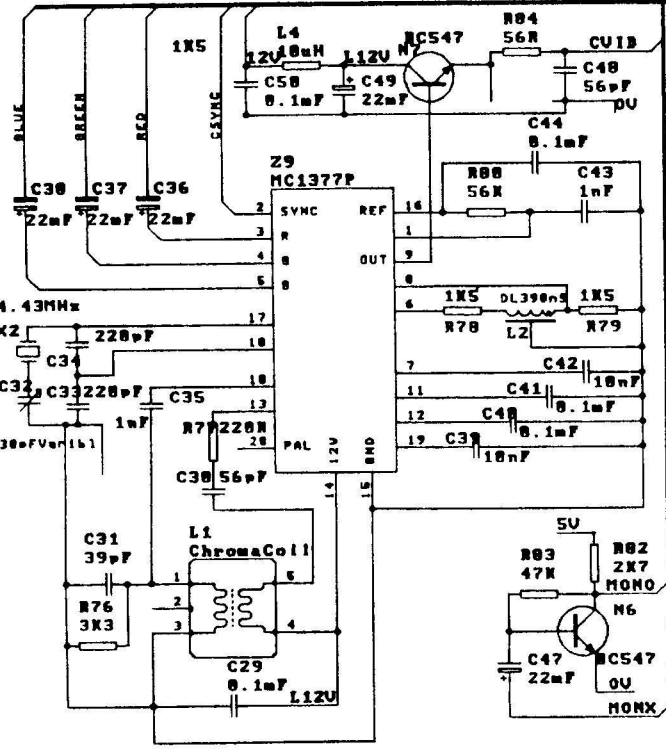 1K5
L4
10uH
12V
L12V
BC547
N7
R84
56R
CVIB
C50
0.1mF
C49
22mF
C48
56pF
0V
BLUE
GREEN
RED
CSYNC
C44
0.1mF
Z9
MC1377P
C38
22mF
C37
22mF
C36
22mF
2 SYNC
REF 16
R80
56K
C43
1nF
3 R
1
4 G
OUT 9
5 B
8
6
1K5
R78
DL390nS
L2
1K5
R79
4.43MHz
X2
17
220pF
C34
18
C32
C33 220pF
30pFVaribl
1nF
C35
10
13
R77 220R
20 PAL
12V
GND
14
15
7
C42
10nF
11
C41
0.1mF
12
C40
0.1mF
19
C39
10nF
C30 56pF
C31
39pF
R76
3K3
L1
ChromaCoil
1
2
3
5
4
C29
0.1mF
L12V
5V
R83
47K
R82
2K7
MONO
N6
BC547
C47
22mF
0V
MONX